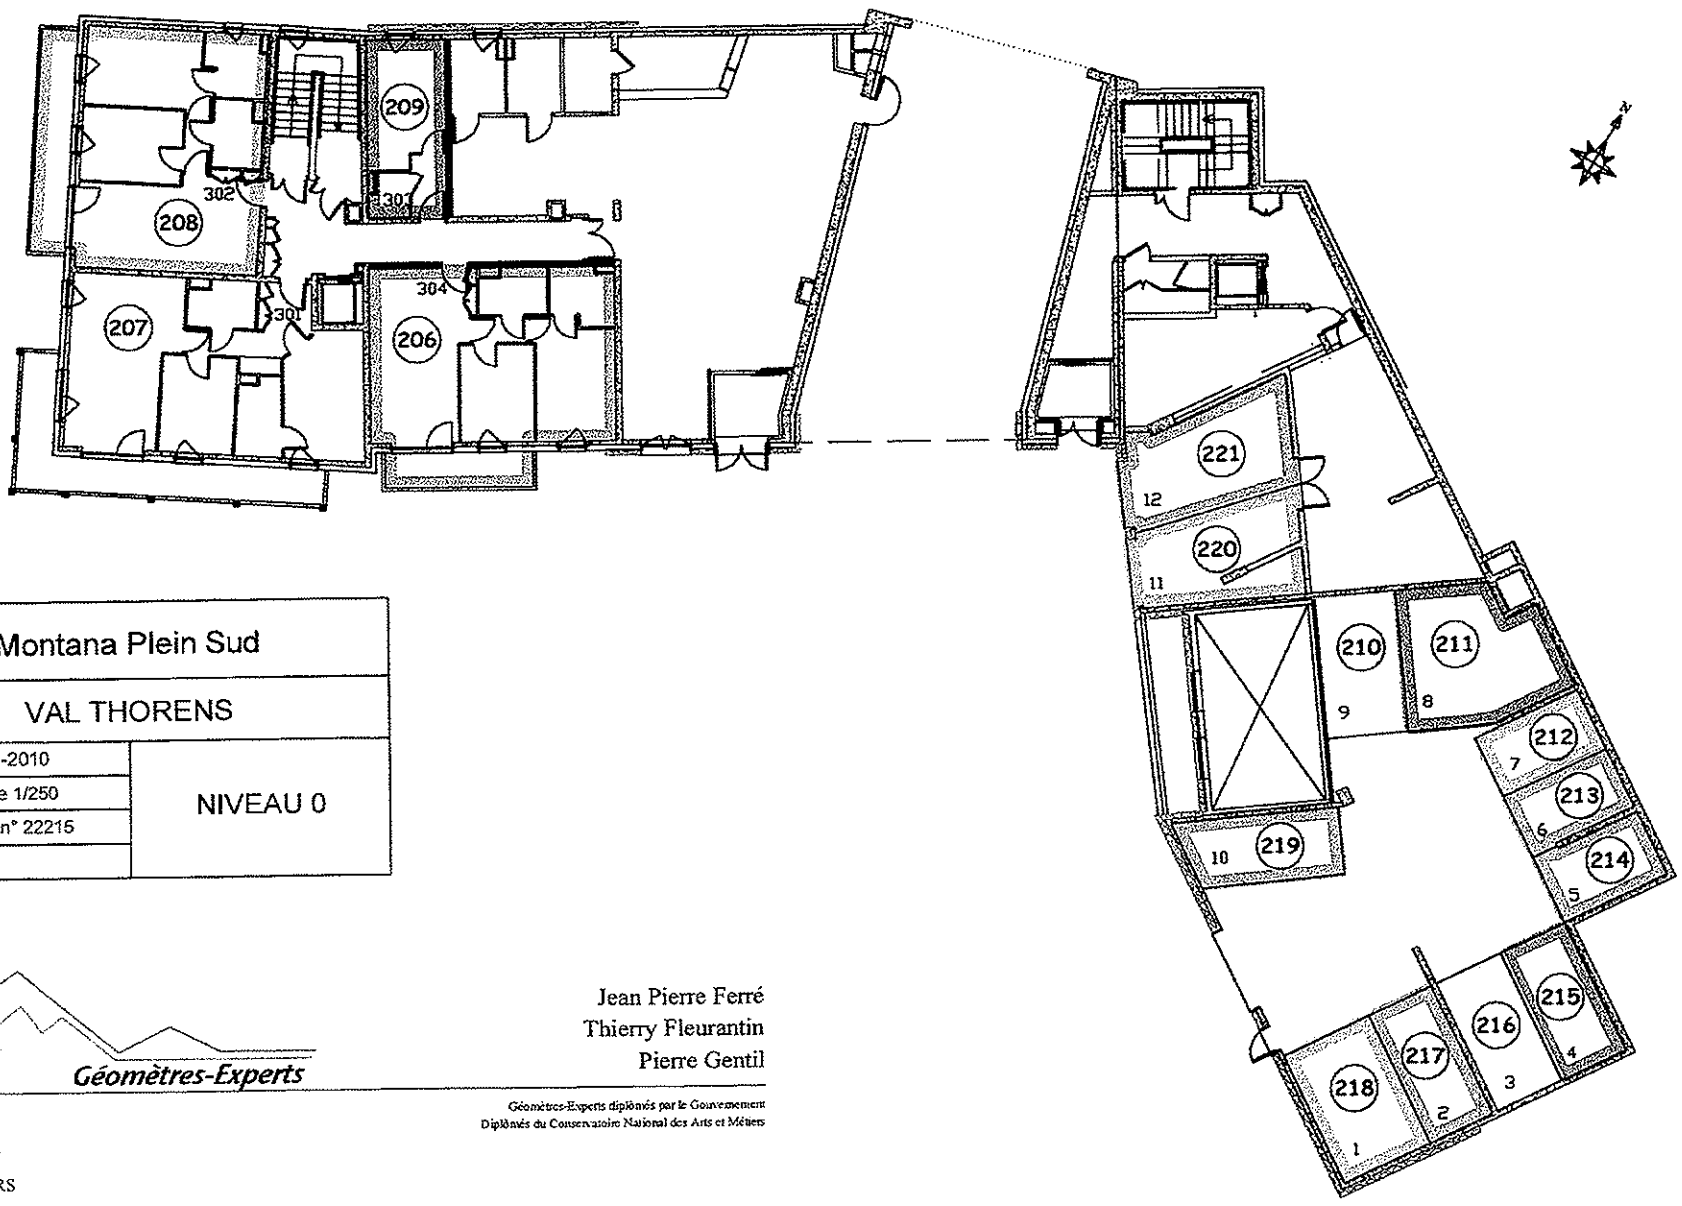 209
302
303
208
304
301
207
206
N
221
12
220
11
210
211
9
8
212
7
213
6
214
5
10
219
215
4
216
3
217
2
218
1
Montana Plein Sud
VAL THORENS
-2010
e 1/250
n° 22215
NIVEAU 0
Géomètres-Experts
Jean Pierre Ferré
Thierry Fleurantin
Pierre Gentil
Géomètres-Experts diplômés par le Gouvernement
Diplômés du Conservatoire National des Arts et Métiers
RS